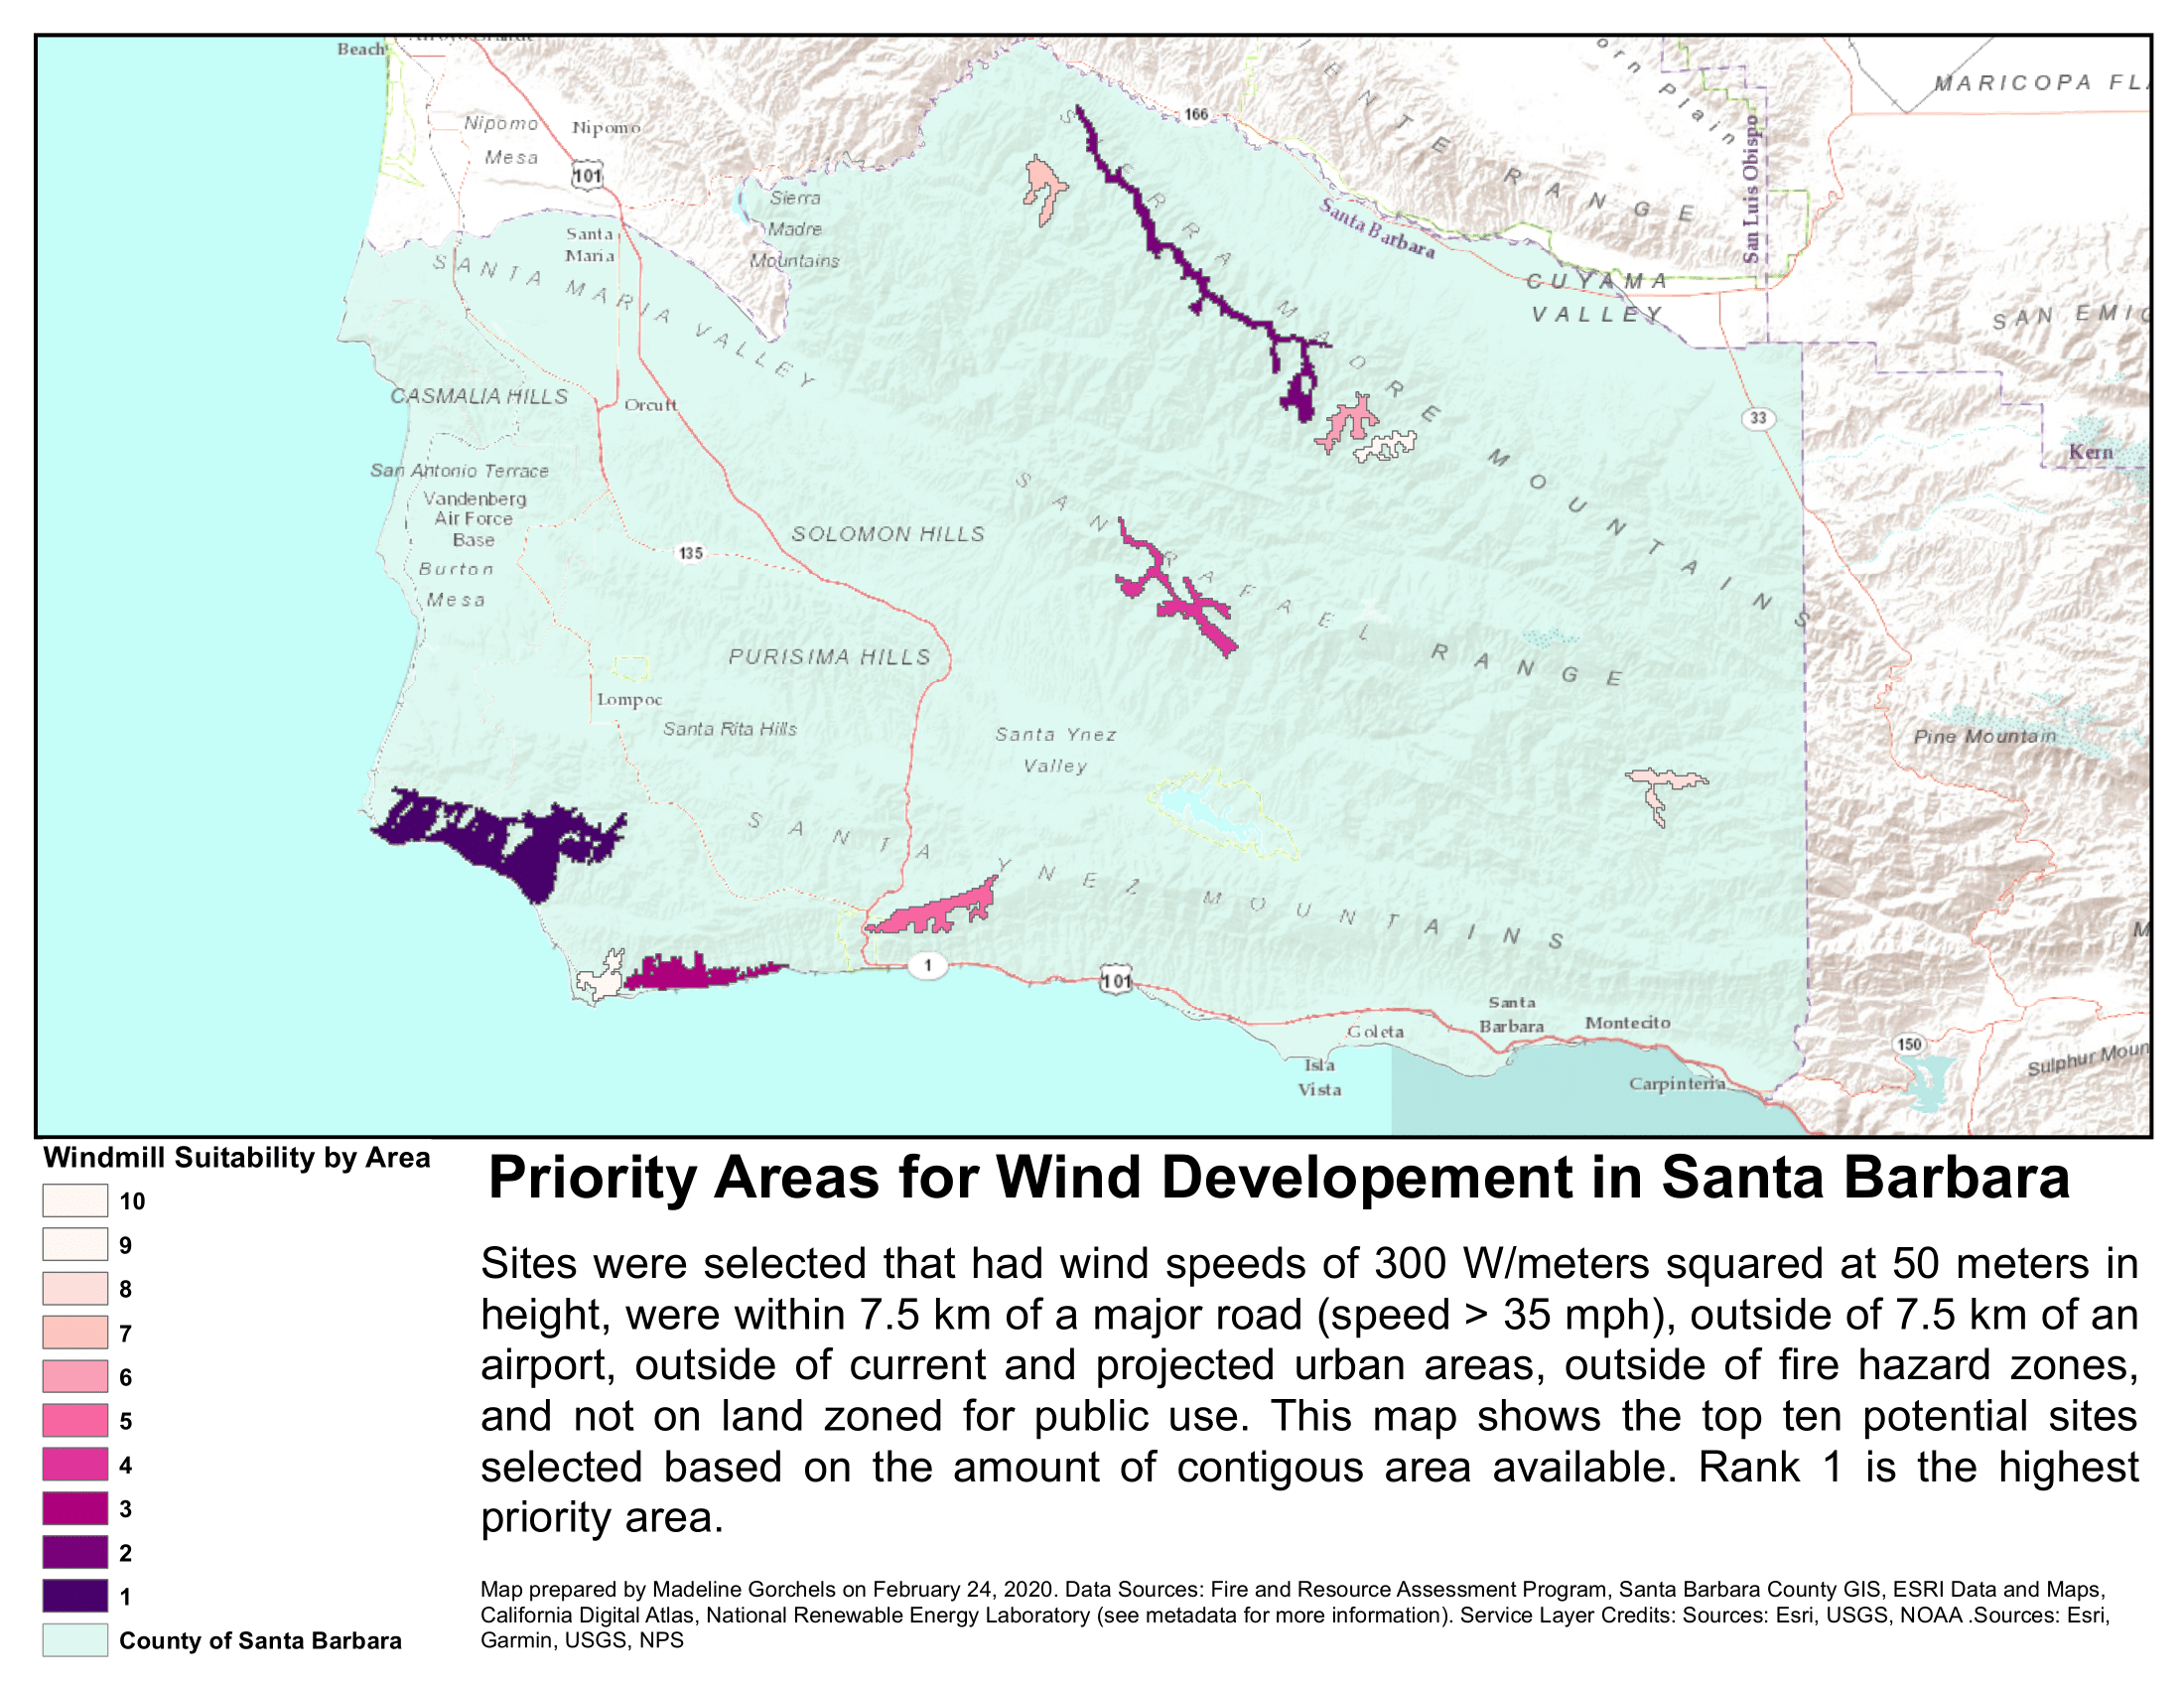 Beach
Nipomo
Mesa
Nipomo
101
166
MARICOPA FL
San Luis Obispo
Sierra
Madre
Mountains
Santa
Maria
SANTA MARIA VALLEY
Santa Barbara
CUYAMA
VALLEY
SAN EMI
SIERRA MADRE MOUNTAINS
CASMALIA HILLS
Orcutt
33
Kern
San Antonio Terrace
Vandenberg
Air Force
Base
Burton
Mesa
135
SOLOMON HILLS
SAN RAFAEL RANGE
PURISIMA HILLS
Lompoc
Santa Rita Hills
Santa Ynez
Valley
Pine Mountain
SANTA YNEZ MOUNTAINS
1
101
Goleta
Santa
Barbara
Montecito
Isla
Vista
Carpinteria
150
Sulphur Moun
Windmill Suitability by Area
10
9
8
7
6
5
4
3
2
1
County of Santa Barbara
Priority Areas for Wind Developement in Santa Barbara
Sites were selected that had wind speeds of 300 W/meters squared at 50 meters in
height, were within 7.5 km of a major road (speed > 35 mph), outside of 7.5 km of an
airport, outside of current and projected urban areas, outside of fire hazard zones,
and not on land zoned for public use. This map shows the top ten potential sites
selected based on the amount of contigous area available. Rank 1 is the highest
priority area.
Map prepared by Madeline Gorchels on February 24, 2020. Data Sources: Fire and Resource Assessment Program, Santa Barbara County GIS, ESRI Data and Maps,
California Digital Atlas, National Renewable Energy Laboratory (see metadata for more information). Service Layer Credits: Sources: Esri, USGS, NOAA .Sources: Esri,
Garmin, USGS, NPS